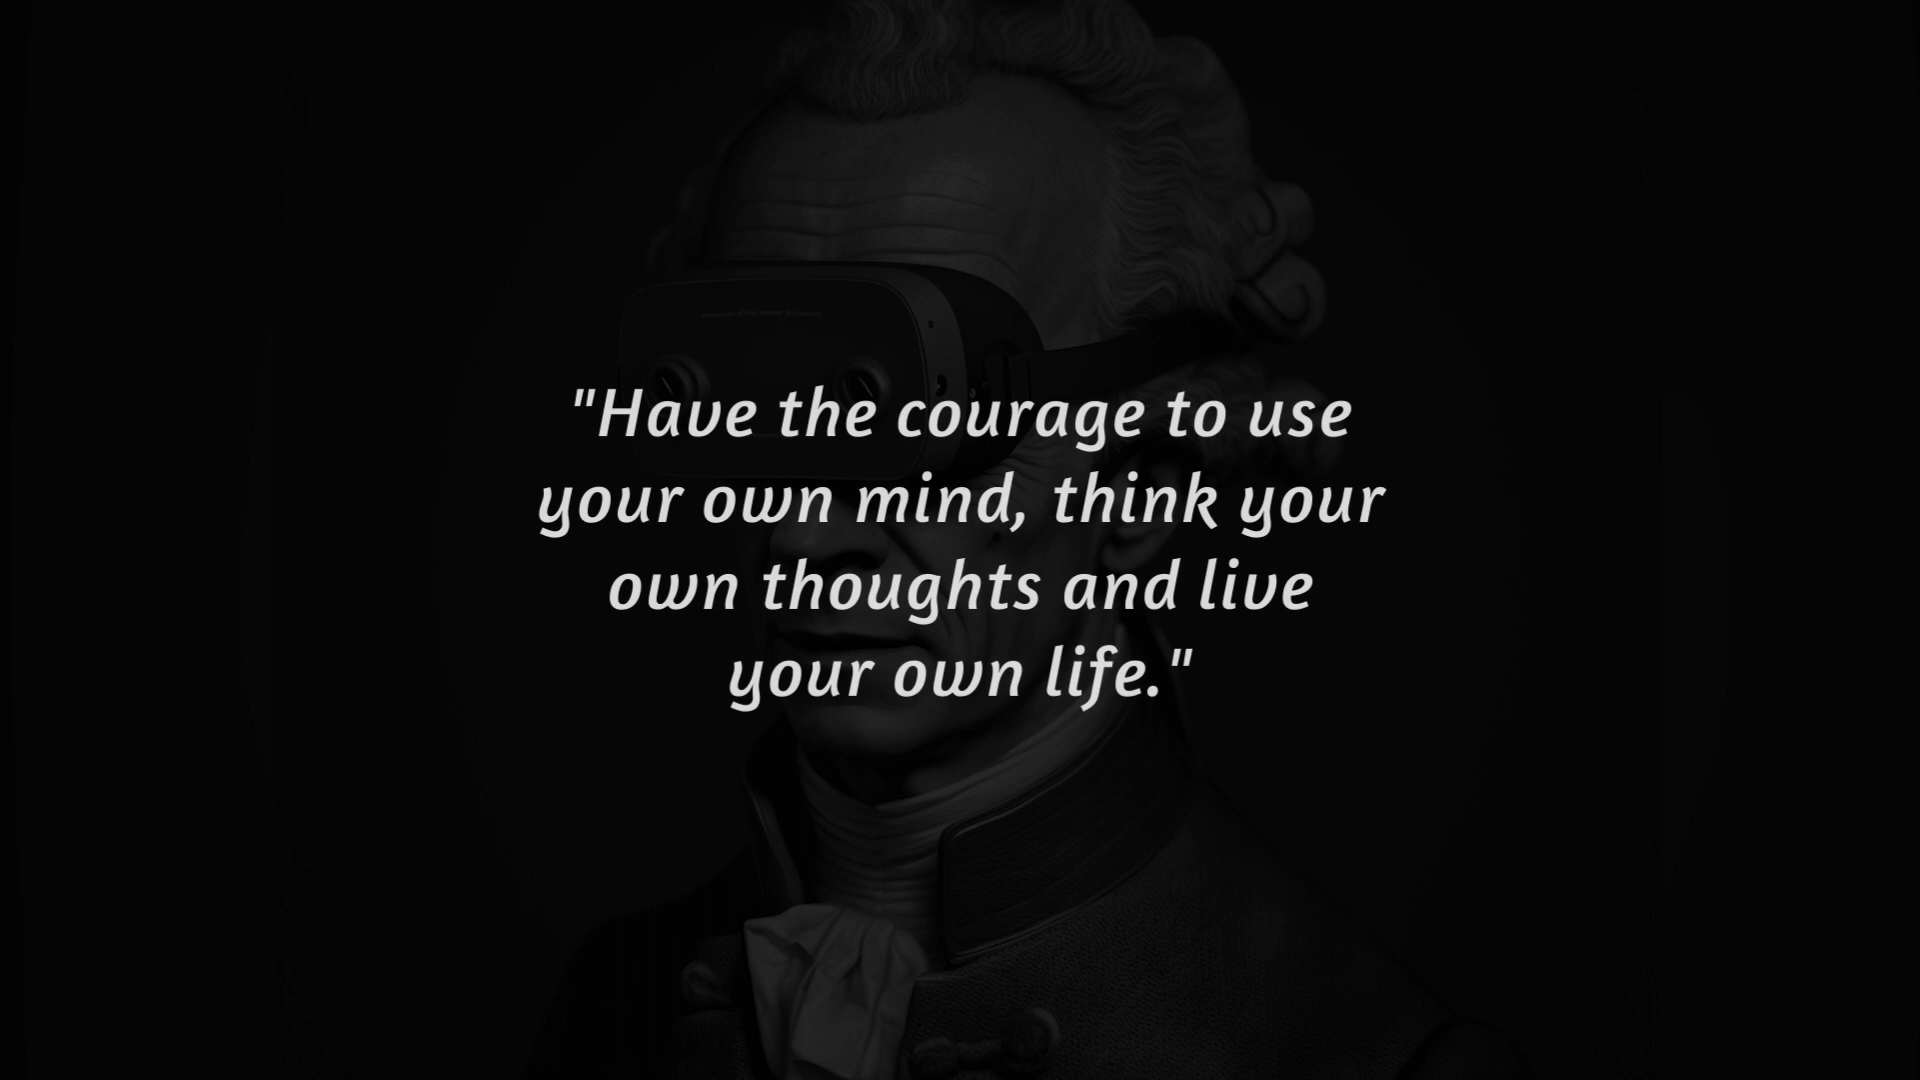 "Have the courage to use
your own mind, think your
own thoughts and live
your own life."